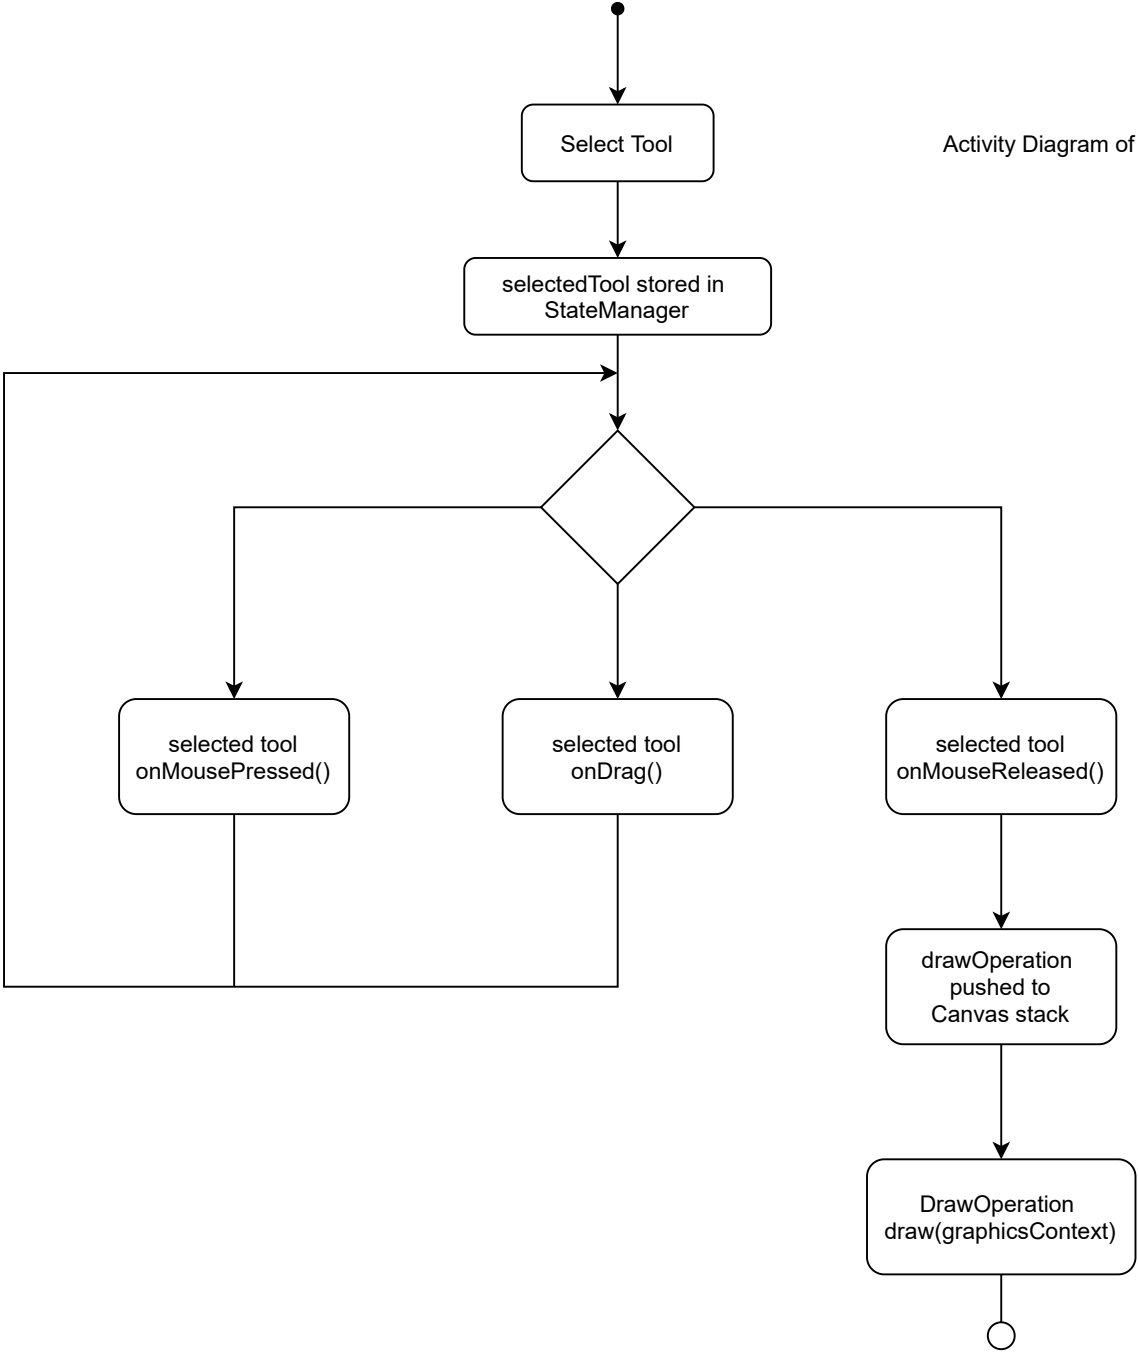 Select Tool
Activity Diagram of
selectedTool stored in
StateManager
selected tool
onMousePressed()
selected tool
onDrag()
selected tool
onMouseReleased()
drawOperation
pushed to
Canvas stack
DrawOperation
draw(graphicsContext)